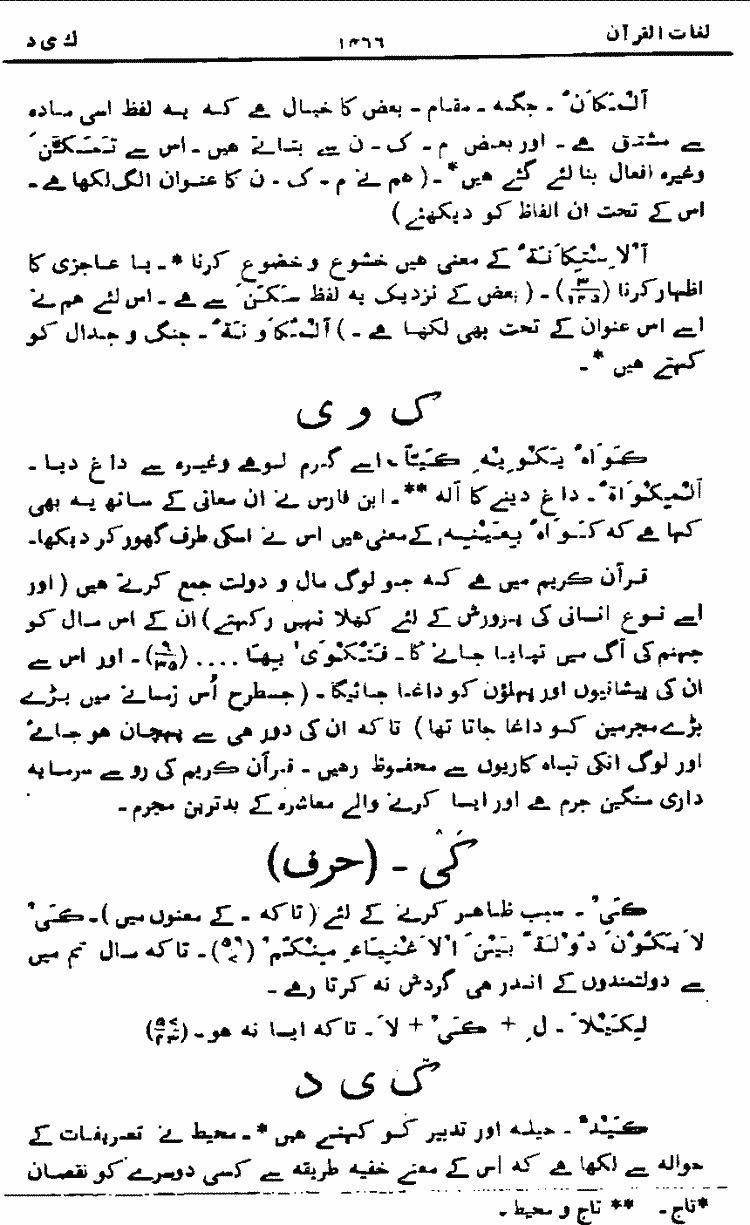 لغات القرآن ۱۴٦٦ ك ی د
اَلْمَكَانُ ۔ جگہ ۔ مقام ۔ بعض کا خیال ہے کہ یہ لفظ اسی مادہ
سے مشتق ہے ۔ اور بعض م ۔ ک ۔ ن سے بتاتے ہیں ۔ اس سے تَمَكَّنَ
وغیرہ افعال بنا لئے گئے ہیں* ۔ (ہم نے م ۔ ک ۔ ن کا عنوان الگ لکھا ہے ۔
اس کے تحت ان الفاظ کو دیکھئے)
اَلْاِسْتِكَانَةُ کے معنی ہیں خشوع و خضوع کرنا* ۔ یا عاجزی کا
اظہار کرنا (۳/۱۴۵) ۔ (بعض کے نزدیک یہ لفظ سَكَنَ سے ہے ۔ اس لئے ہم نے
اسے اس عنوان کے تحت بھی لکھا ہے ۔) اَلْمُكَاوَنَةُ ۔ جنگ و جدال کو
کہتے ہیں* ۔
ک و ی
كَوَاهُ يَكْوِيْهِ كَيًّا ۔ اسے گرم لوہے وغیرہ سے داغ دیا ۔
اَلْمِكْوَاةُ ۔ داغ دینے کا آلہ** ۔ ابن فارس نے ان معانی کے ساتھ یہ بھی
کہا ہے کہ كَوَاهُ بِعَيْنِيْهِ کے معنی ہیں اس نے اسکی طرف گھور کر دیکھا۔
قرآن کریم میں ہے کہ جو لوگ مال و دولت جمع کرتے ہیں (اور
اسے نوع انسانی کی پرورش کے لئے کھلا نہیں رکھتے) ان کے اس مال کو
جہنم کی آگ میں تپایا جائے گا ۔ فَتُكْوٰى بِهَا .... (۹/۳۵) ۔ اور اس سے
ان کی پیشانیوں اور پہلؤں کو داغا جائیگا ۔ (جسطرح اُس زمانے میں بڑے
بڑے مجرمین کو داغا جاتا تھا) تا کہ ان کی دور ہی سے پہچان ہو جائے
اور لوگ انکی تباہ کاریوں سے محفوظ رہیں ۔ قرآن کریم کی رو سے سرمایہ
داری سنگین جرم ہے اور ایسا کرنے والے معاشرہ کے بدترین مجرم ۔
كَيْ ۔ (حرف)
كَيْ ۔ سبب ظاہر کرنے کے لئے (تا کہ ۔ کے معنوں میں) ۔ كَيْ
لَا يَكُوْنَ دُوْلَةً بَيْنَ الْاَغْنِيَاءِ مِنْكُمْ (۵۹/۷) ۔ تا کہ مال تم میں
سے دولتمندوں کے اندر ہی گردش نہ کرتا رہے ۔
لِكَيْلَا ۔ لِ + كَيْ + لَا ۔ تا کہ ایسا نہ ہو ۔ (۵۷/۲۳)
ک ی د
كَيْدٌ ۔ حیلہ اور تدبیر کو کہتے ہیں* ۔ محیط نے تعریفات کے
حوالہ سے لکھا ہے کہ اس کے معنے خفیہ طریقہ سے کسی دوسرے کو نقصان
*تاج ۔ ** تاج و محیط ۔